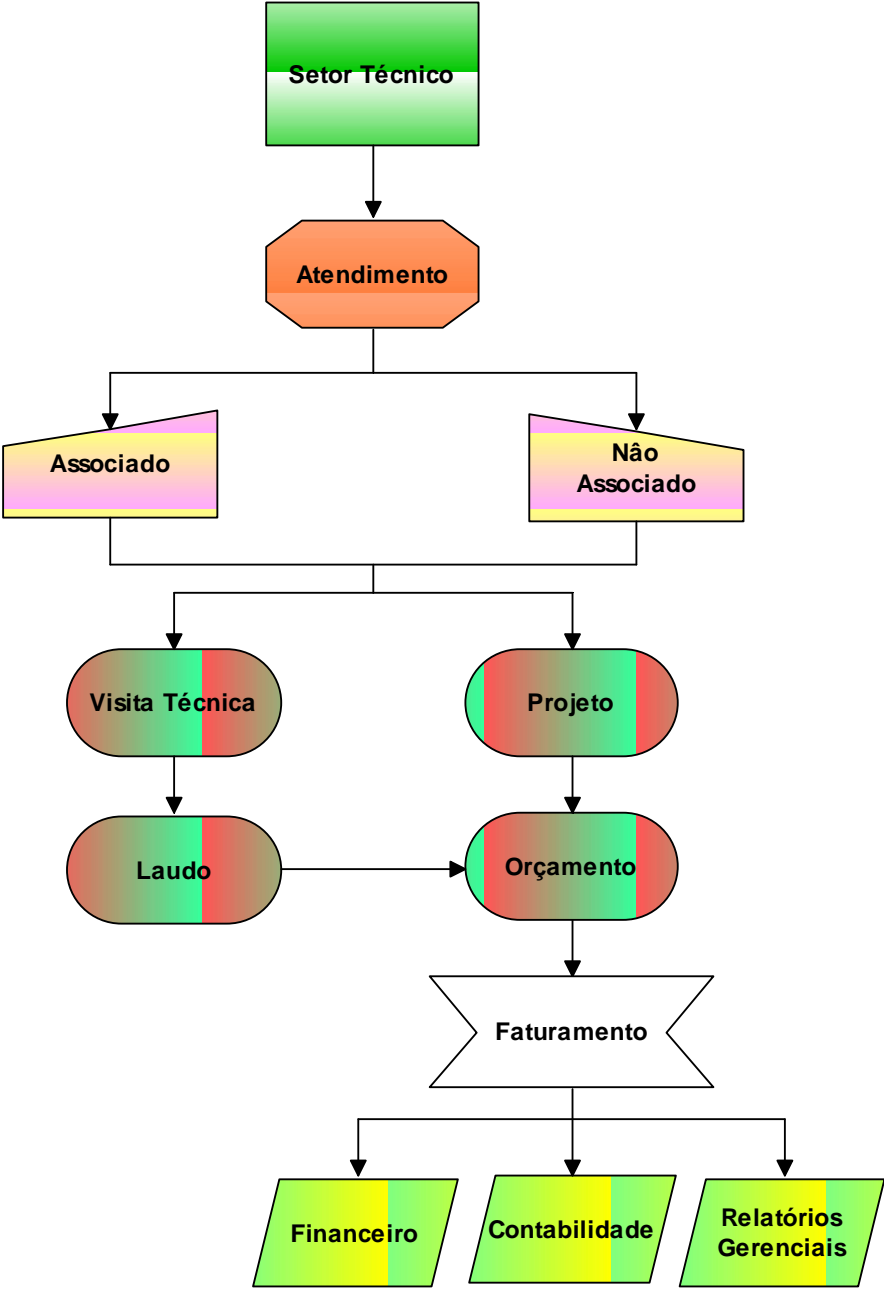 Setor Técnico
Atendimento
Associado
Nâo
Associado
Visita Técnica
Projeto
Laudo
Orçamento
Faturamento
Financeiro
Contabilidade
Relatórios
Gerenciais